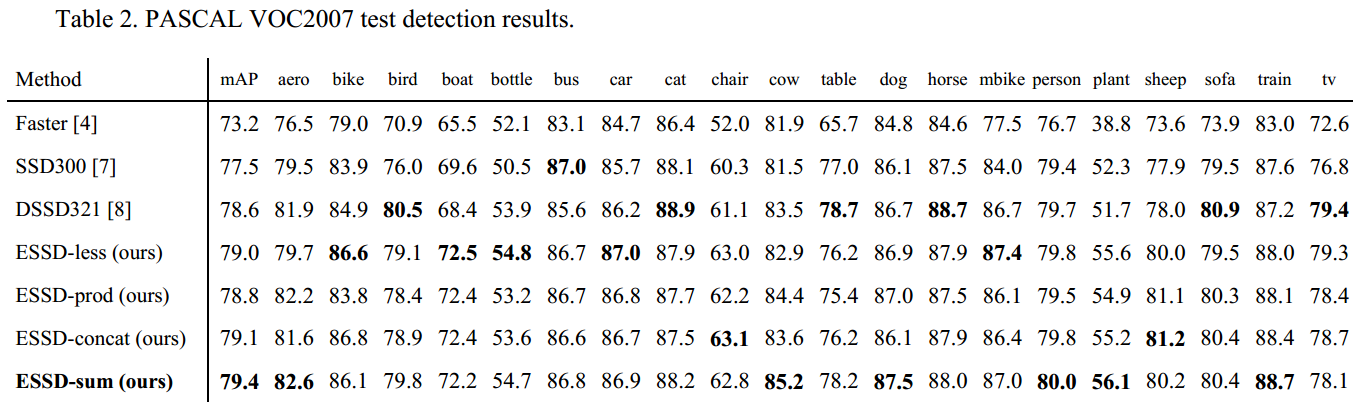 Table 2. PASCAL VOC2007 test detection results.
Method mAP aero bike bird boat bottle bus car cat chair cow table dog horse mbike person plant sheep sofa train tv
Faster [4] 73.2 76.5 79.0 70.9 65.5 52.1 83.1 84.7 86.4 52.0 81.9 65.7 84.8 84.6 77.5 76.7 38.8 73.6 73.9 83.0 72.6
SSD300 [7] 77.5 79.5 83.9 76.0 69.6 50.5 87.0 85.7 88.1 60.3 81.5 77.0 86.1 87.5 84.0 79.4 52.3 77.9 79.5 87.6 76.8
DSSD321 [8] 78.6 81.9 84.9 80.5 68.4 53.9 85.6 86.2 88.9 61.1 83.5 78.7 86.7 88.7 86.7 79.7 51.7 78.0 80.9 87.2 79.4
ESSD-less (ours) 79.0 79.7 86.6 79.1 72.5 54.8 86.7 87.0 87.9 63.0 82.9 76.2 86.9 87.9 87.4 79.8 55.6 80.0 79.5 88.0 79.3
ESSD-prod (ours) 78.8 82.2 83.8 78.4 72.4 53.2 86.7 86.8 87.7 62.2 84.4 75.4 87.0 87.5 86.1 79.5 54.9 81.1 80.3 88.1 78.4
ESSD-concat (ours) 79.1 81.6 86.8 78.9 72.4 53.6 86.6 86.7 87.5 63.1 83.6 76.2 86.1 87.9 86.4 79.8 55.2 81.2 80.4 88.4 78.7
ESSD-sum (ours) 79.4 82.6 86.1 79.8 72.2 54.7 86.8 86.9 88.2 62.8 85.2 78.2 87.5 88.0 87.0 80.0 56.1 80.2 80.4 88.7 78.1